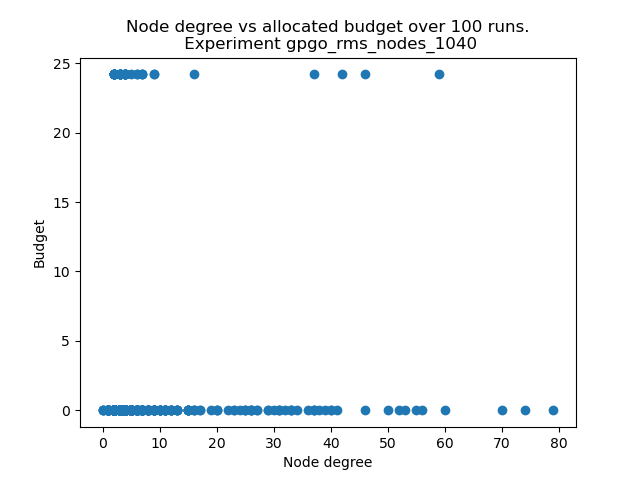 Node degree vs allocated budget over 100 runs.
Experiment gpgo_rms_nodes_1040
25
20
15
10
5
0
Budget
0 10 20 30 40 50 60 70 80
Node degree